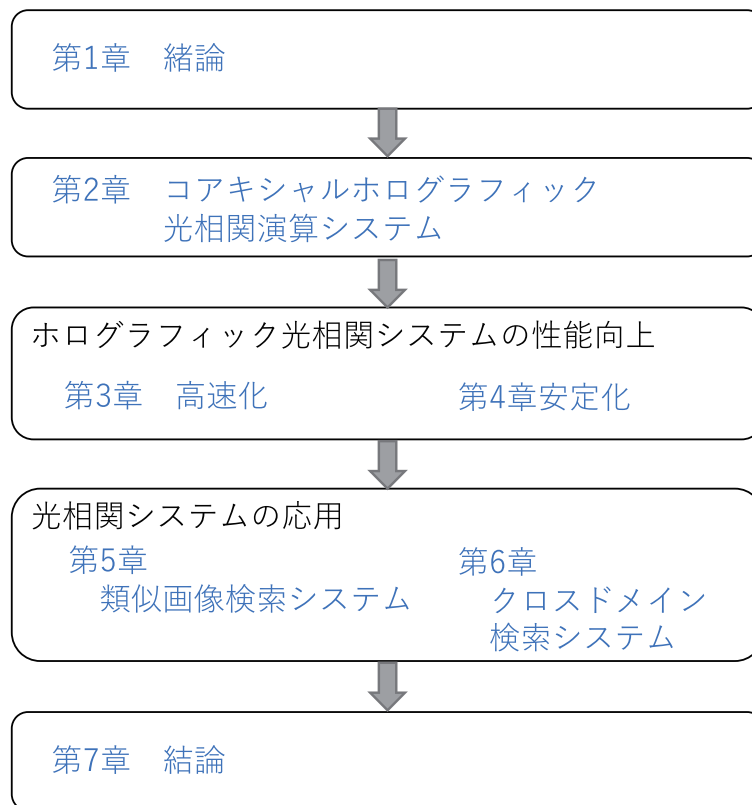 第1章　緒論
第2章　コアキシャルホログラフィック
光相関演算システム
ホログラフィック光相関システムの性能向上
第3章　高速化
第4章安定化
光相関システムの応用
第5章
類似画像検索システム
第6章
クロスドメイン
検索システム
第7章　結論